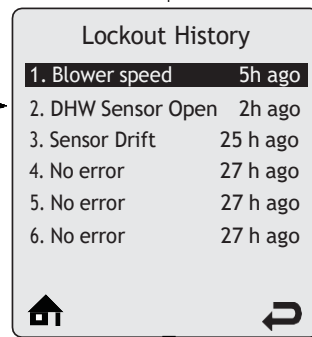 Lockout History
1. Blower speed 5h ago
2. DHW Sensor Open 2h ago
3. Sensor Drift 25 h ago
4. No error 27 h ago
5. No error 27 h ago
6. No error 27 h ago